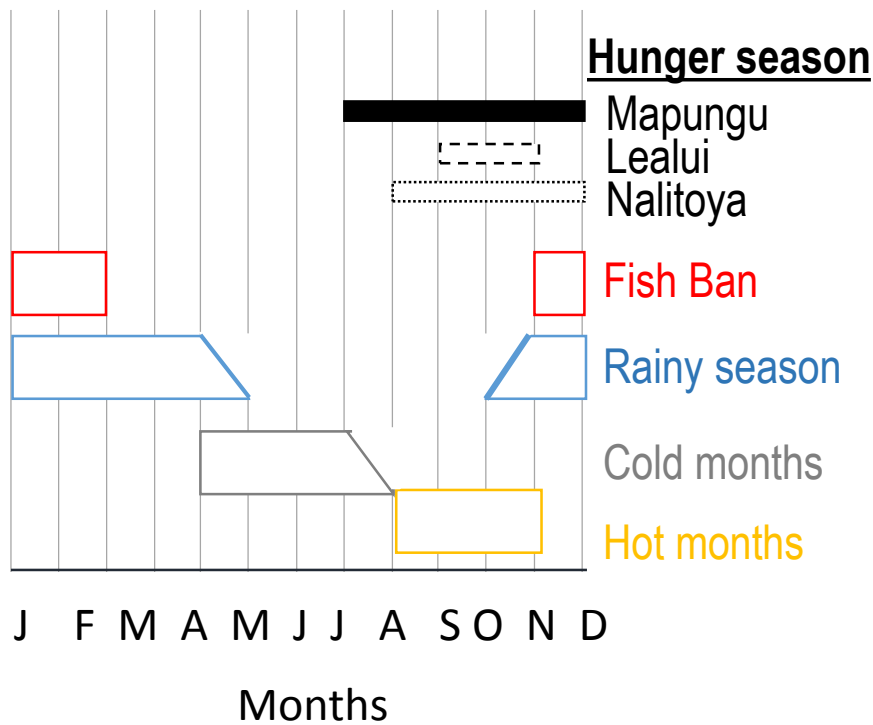 Hunger season
Mapungu
Lealui
Nalitoya
Fish Ban
Rainy season
Cold months
Hot months
J F M A M J J A S O N D
Months